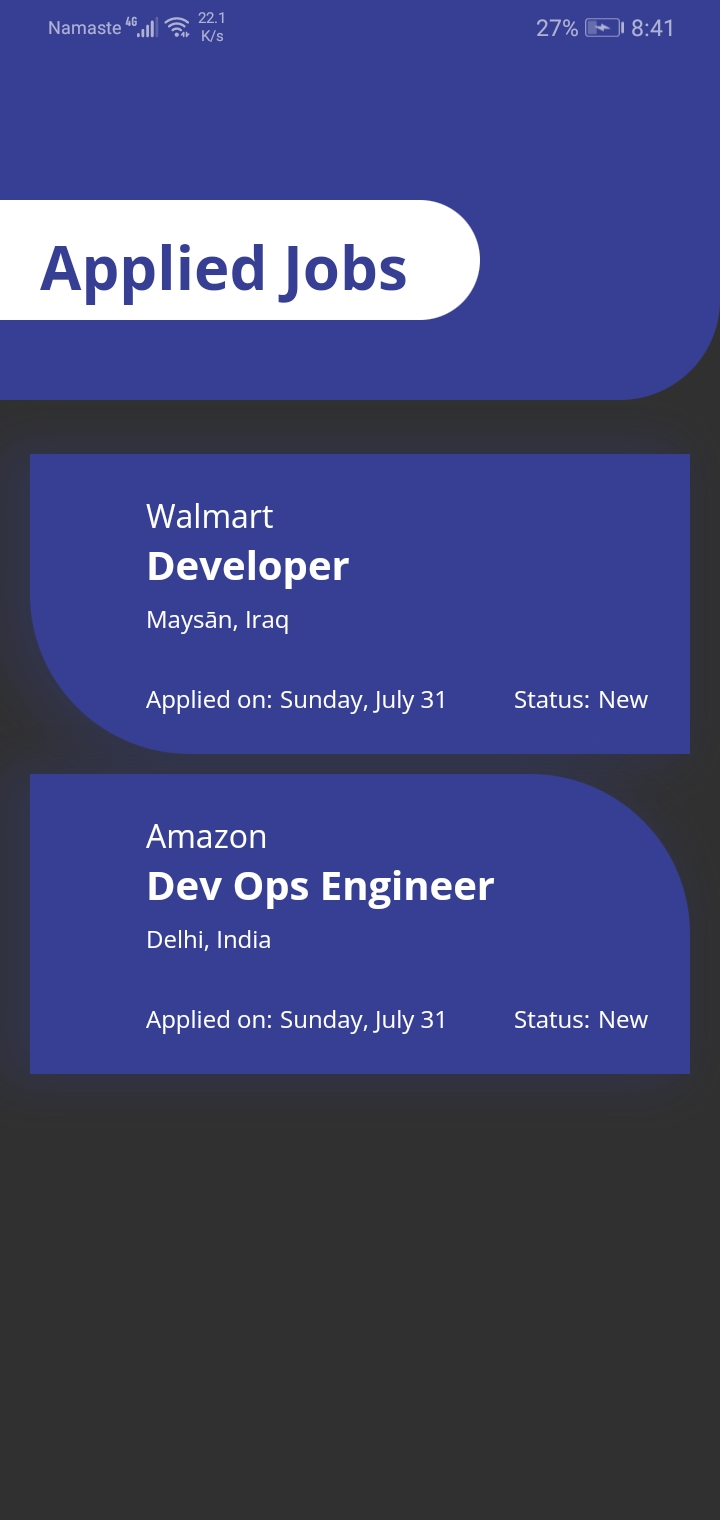 Namaste 4G 22.1 K/s 27% 8:41
Applied Jobs
Walmart
Developer
Maysān, Iraq
Applied on: Sunday, July 31 Status: New
Amazon
Dev Ops Engineer
Delhi, India
Applied on: Sunday, July 31 Status: New